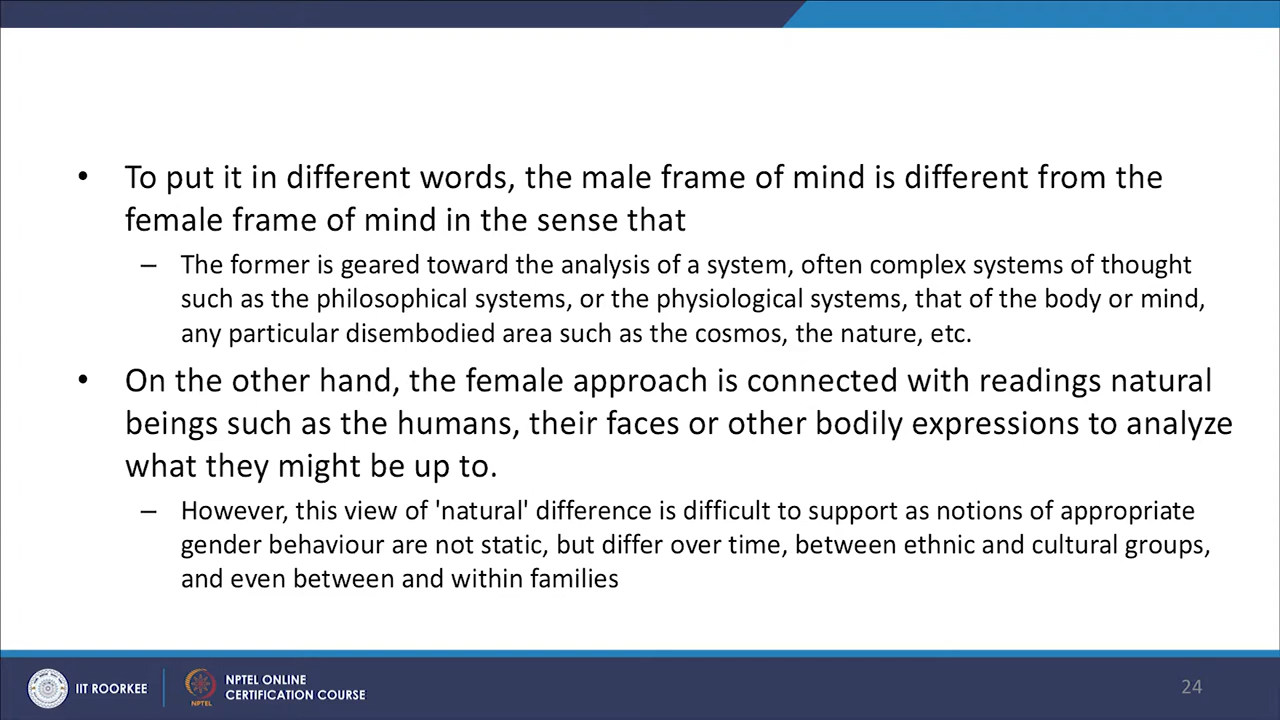 • To put it in different words, the male frame of mind is different from the
female frame of mind in the sense that
– The former is geared toward the analysis of a system, often complex systems of thought
such as the philosophical systems, or the physiological systems, that of the body or mind,
any particular disembodied area such as the cosmos, the nature, etc.
• On the other hand, the female approach is connected with readings natural
beings such as the humans, their faces or other bodily expressions to analyze
what they might be up to.
– However, this view of 'natural' difference is difficult to support as notions of appropriate
gender behaviour are not static, but differ over time, between ethnic and cultural groups,
and even between and within families
IIT ROORKEE
NPTEL
NPTEL ONLINE
CERTIFICATION COURSE
24